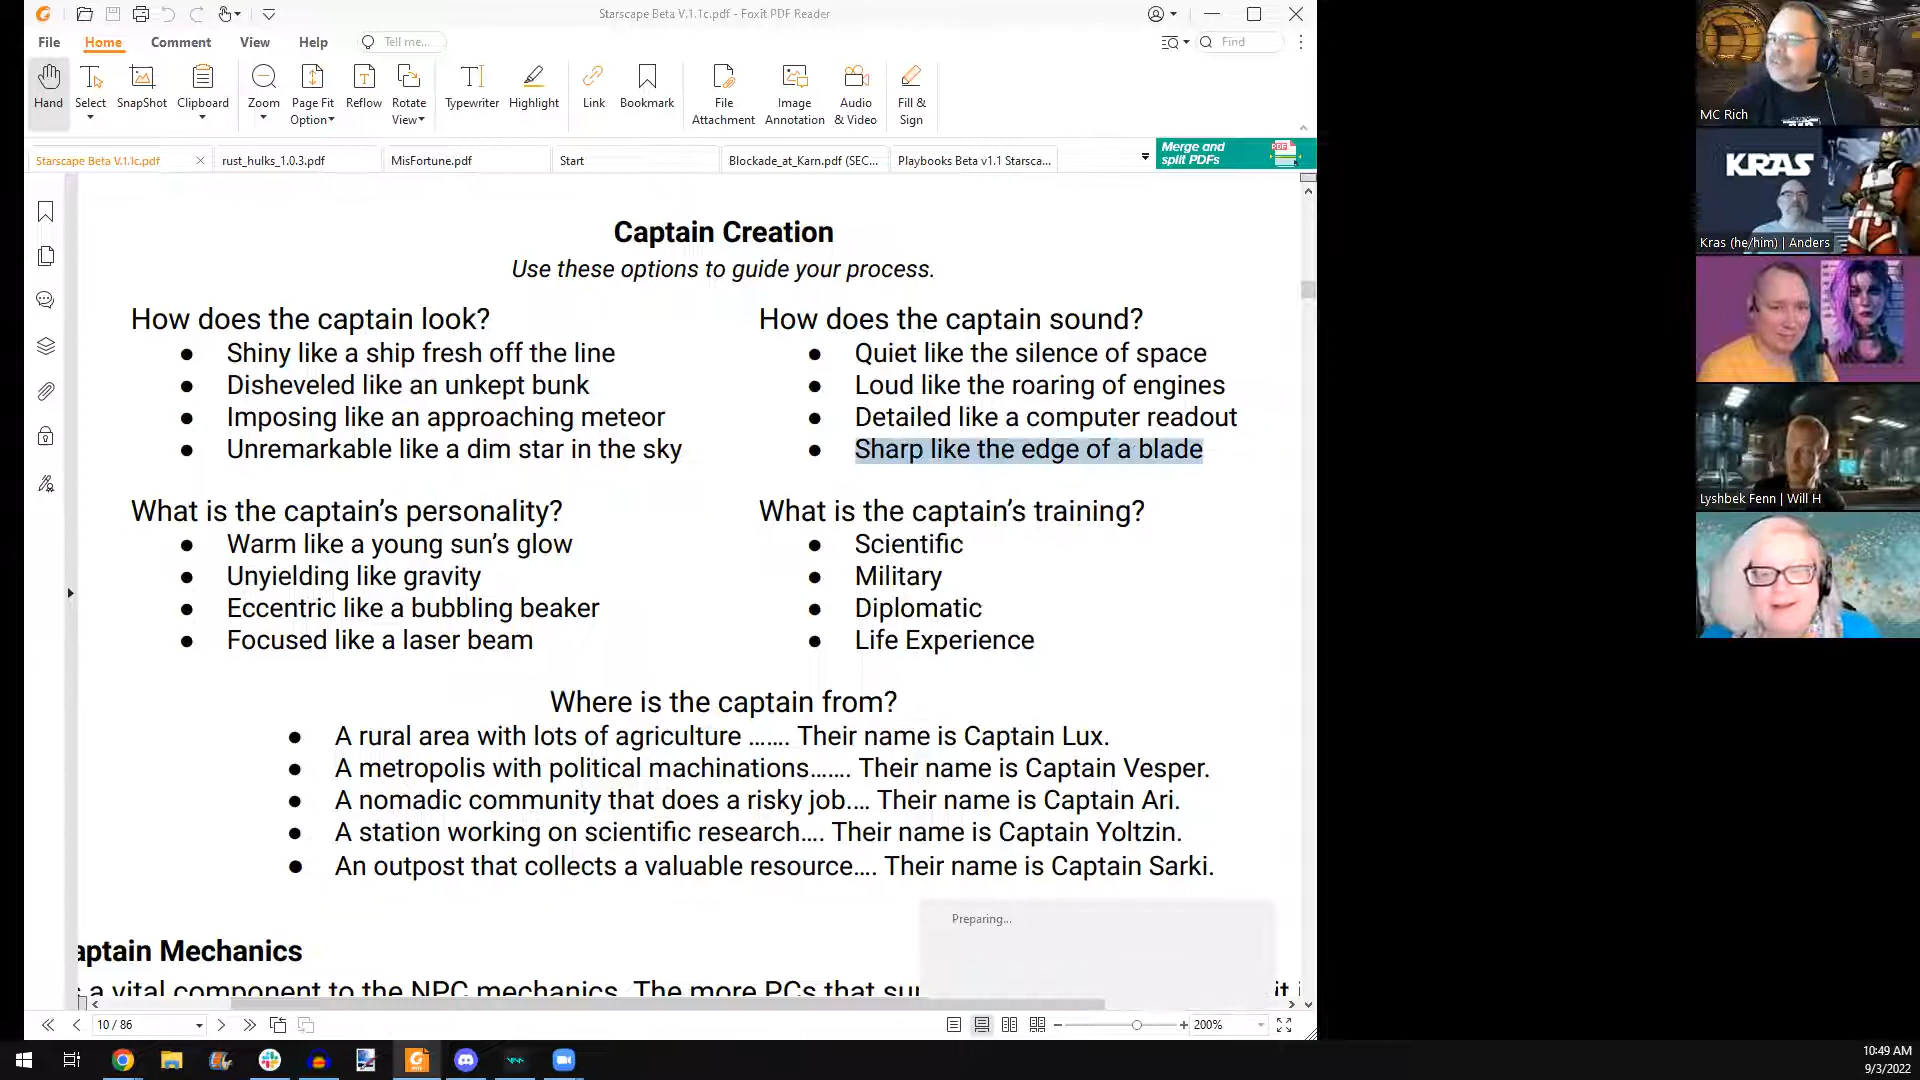 Starscape Beta V.1.1c.pdf - Foxit PDF Reader
File Home Comment View Help Tell me... Find
Hand Select SnapShot Clipboard Zoom Page Fit Option Reflow Rotate View Typewriter Highlight Link Bookmark File Attachment Image Annotation Audio & Video Fill & Sign
Starscape Beta V.1.1c.pdf rust_hulks_1.0.3.pdf MisFortune.pdf Start Blockade_at_Karn.pdf (SEC... Playbooks Beta v1.1 Starsca... Merge and split PDFs
Captain Creation
Use these options to guide your process.
How does the captain look?
● Shiny like a ship fresh off the line
● Disheveled like an unkept bunk
● Imposing like an approaching meteor
● Unremarkable like a dim star in the sky
How does the captain sound?
● Quiet like the silence of space
● Loud like the roaring of engines
● Detailed like a computer readout
● Sharp like the edge of a blade
What is the captain's personality?
● Warm like a young sun's glow
● Unyielding like gravity
● Eccentric like a bubbling beaker
● Focused like a laser beam
What is the captain's training?
● Scientific
● Military
● Diplomatic
● Life Experience
Where is the captain from?
● A rural area with lots of agriculture ....... Their name is Captain Lux.
● A metropolis with political machinations....... Their name is Captain Vesper.
● A nomadic community that does a risky job.... Their name is Captain Ari.
● A station working on scientific research.... Their name is Captain Yoltzin.
● An outpost that collects a valuable resource.... Their name is Captain Sarki.
Preparing...
aptain Mechanics
a vital component to the NPC mechanics. The more PCs that su
10 / 86
200%
MC Rich
KRAS
Kras (he/him) | Anders
Lyshbek Fenn | Will H
10:49 AM
9/3/2022